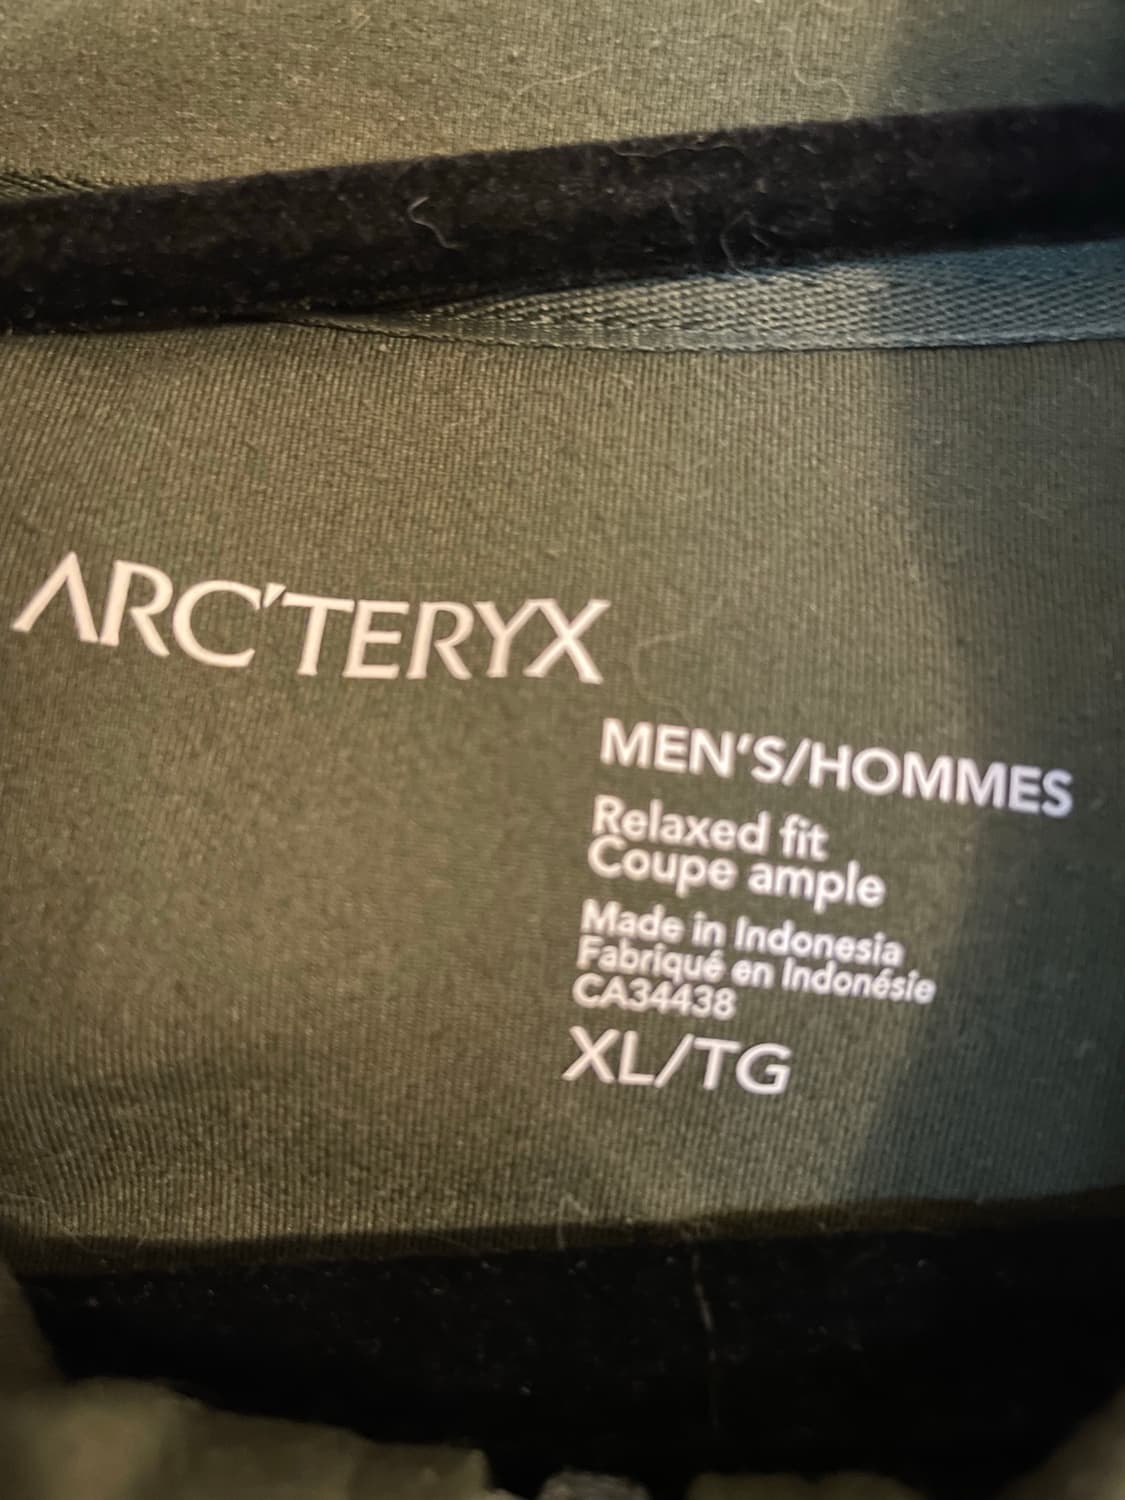 ARC'TERYX
MEN'S/HOMMES
Relaxed fit
Coupe ample
Made in Indonesia
Fabriqué en Indonésie
CA34438
XL/TG